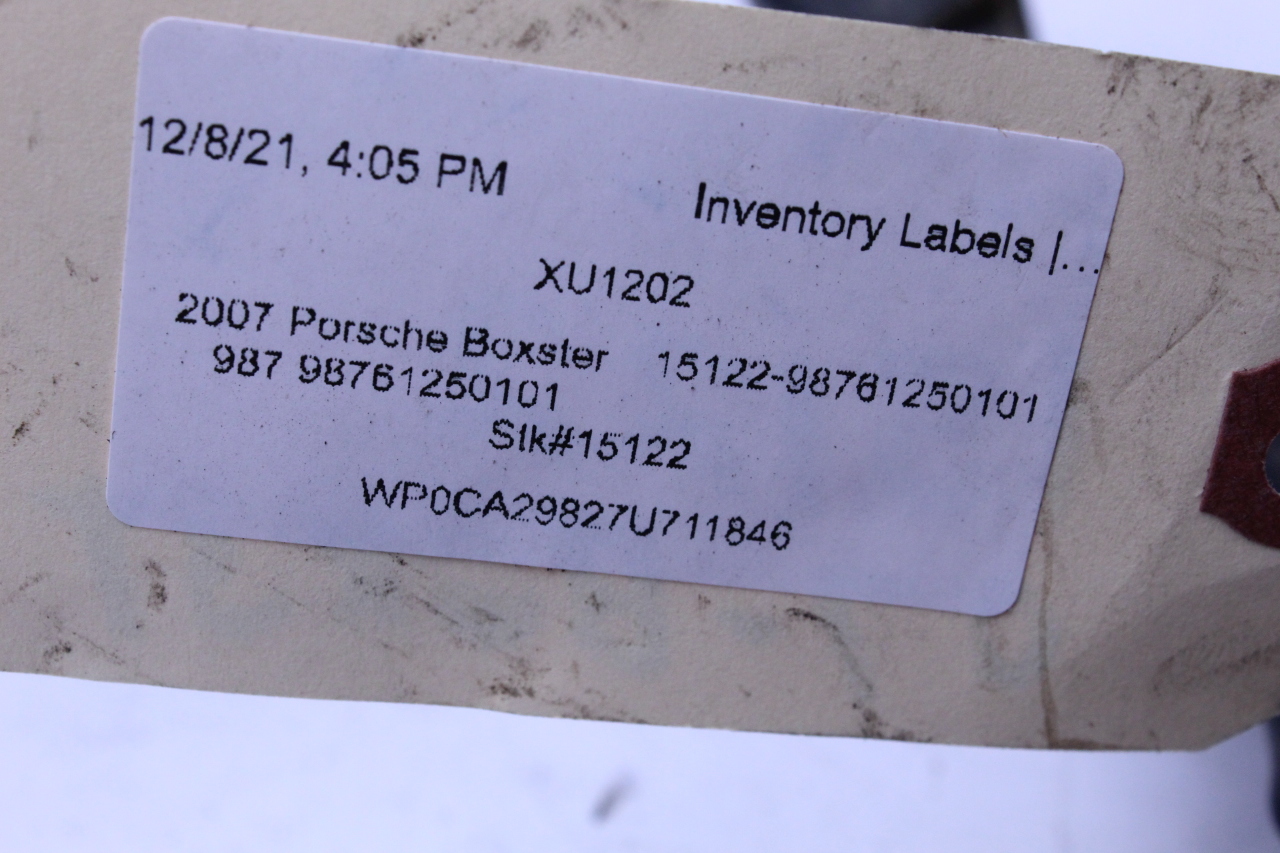 12/8/21, 4:05 PM
Inventory Labels |...
XU1202
2007 Porsche Boxster 15122-98761250101
987 98761250101
Stk#15122
WP0CA29827U711846